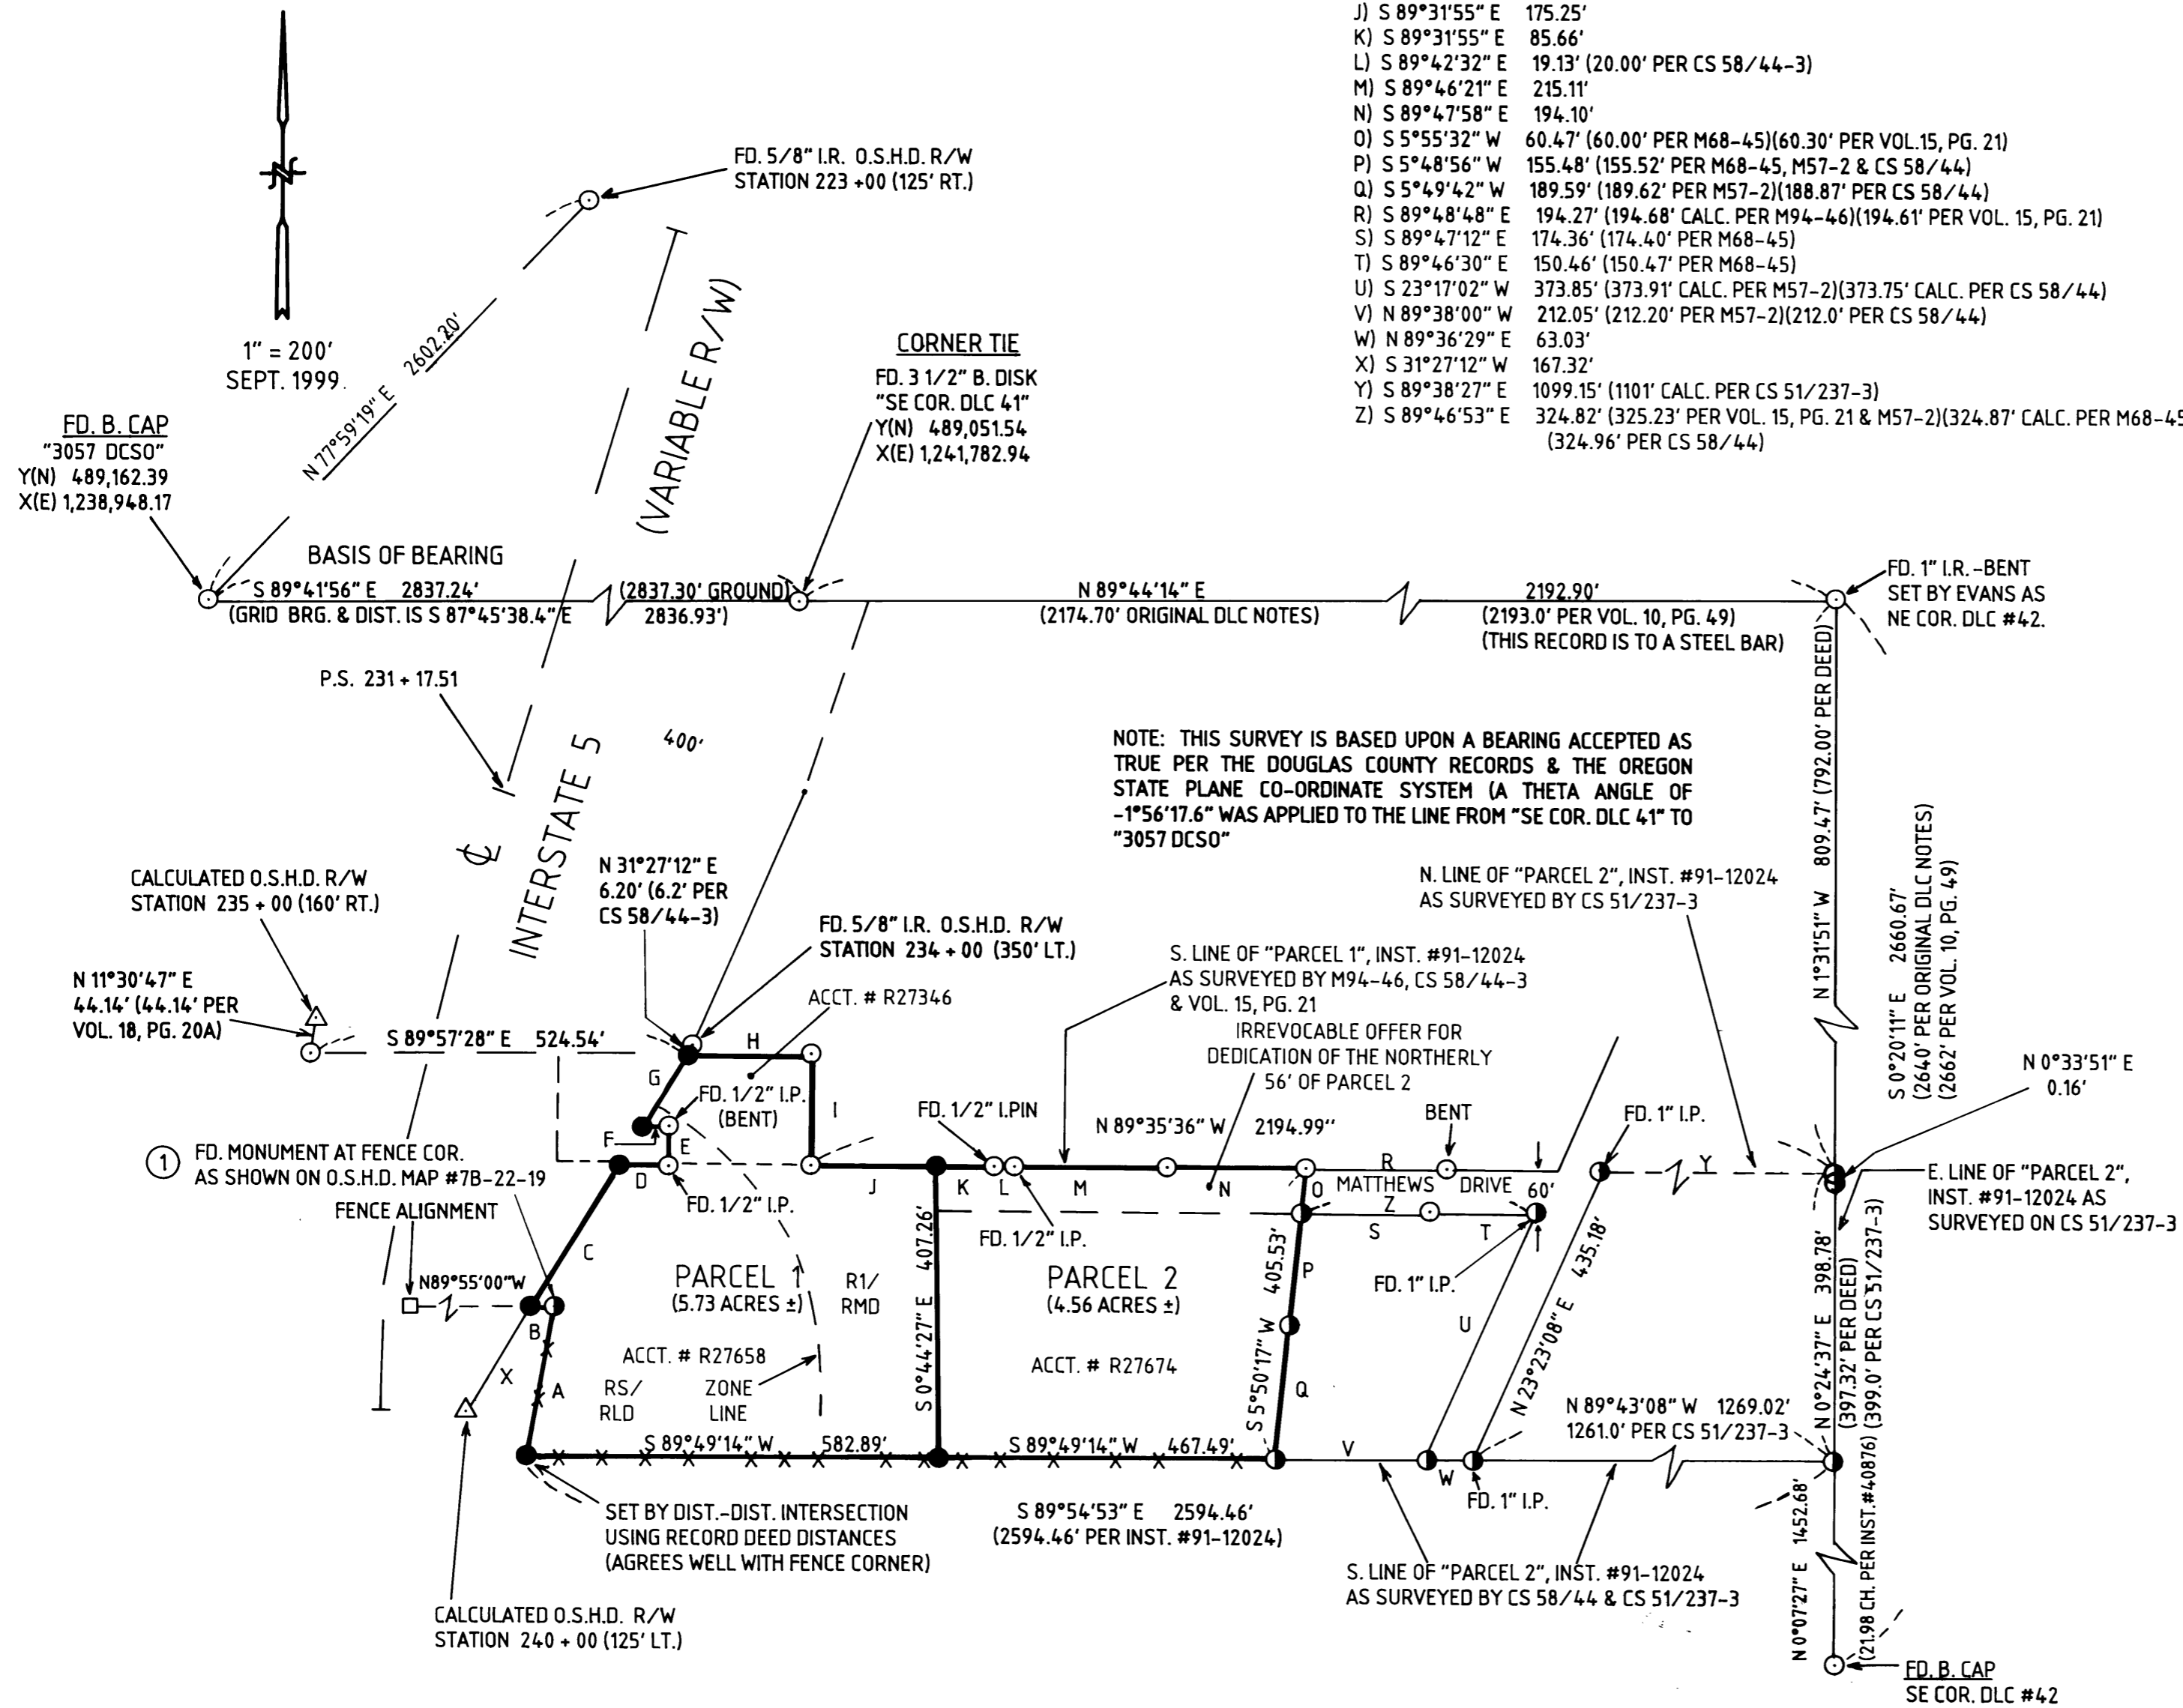 J) S 89°31'55" E 175.25'
K) S 89°31'55" E 85.66'
L) S 89°42'32" E 19.13' (20.00' PER CS 58/44-3)
M) S 89°46'21" E 215.11'
N) S 89°47'58" E 194.10'
O) S 5°55'32" W 60.47' (60.00' PER M68-45)(60.30' PER VOL.15, PG. 21)
P) S 5°48'56" W 155.48' (155.52' PER M68-45, M57-2 & CS 58/44)
Q) S 5°49'42" W 189.59' (189.62' PER M57-2)(188.87' PER CS 58/44)
R) S 89°48'48" E 194.27' (194.68' CALC. PER M94-46)(194.61' PER VOL. 15, PG. 21)
S) S 89°47'12" E 174.36' (174.40' PER M68-45)
T) S 89°46'30" E 150.46' (150.47' PER M68-45)
U) S 23°17'02" W 373.85' (373.91' CALC. PER M57-2)(373.75' CALC. PER CS 58/44)
V) N 89°38'00" W 212.05' (212.20' PER M57-2)(212.0' PER CS 58/44)
W) N 89°36'29" E 63.03'
X) S 31°27'12" W 167.32'
Y) S 89°38'27" E 1099.15' (1101' CALC. PER CS 51/237-3)
Z) S 89°46'53" E 324.82' (325.23' PER VOL. 15, PG. 21 & M57-2)(324.87' CALC. PER M68-45
(324.96' PER CS 58/44)
N
1" = 200'
SEPT. 1999
FD. 5/8" I.R. O.S.H.D. R/W
STATION 223 +00 (125' RT.)
N 77°59'19" E 2602.20'
(VARIABLE R/W)
CORNER TIE
FD. 3 1/2" B. DISK
"SE COR. DLC 41"
Y(N) 489,051.54
X(E) 1,241,782.94
FD. B. CAP
"3057 DCSO"
Y(N) 489,162.39
X(E) 1,238,948.17
BASIS OF BEARING
S 89°41'56" E 2837.24' (2837.30' GROUND)
(GRID BRG. & DIST. IS S 87°45'38.4" E 2836.93')
N 89°44'14" E 2192.90'
(2174.70' ORIGINAL DLC NOTES) (2193.0' PER VOL. 10, PG. 49)
(THIS RECORD IS TO A STEEL BAR)
FD. 1" I.R.-BENT
SET BY EVANS AS
NE COR. DLC #42.
P.S. 231 + 17.51
400'
INTERSTATE 5
NOTE: THIS SURVEY IS BASED UPON A BEARING ACCEPTED AS
TRUE PER THE DOUGLAS COUNTY RECORDS & THE OREGON
STATE PLANE CO-ORDINATE SYSTEM (A THETA ANGLE OF
-1°56'17.6" WAS APPLIED TO THE LINE FROM "SE COR. DLC 41" TO
"3057 DCSO"
N 1°31'51" W 809.47' (792.00' PER DEED)
S 0°20'11" E 2660.67'
(2640' PER ORIGINAL DLC NOTES)
(2662' PER VOL. 10, PG. 49)
CALCULATED O.S.H.D. R/W
STATION 235 + 00 (160' RT.)
N 31°27'12" E
6.20' (6.2' PER
CS 58/44-3)
FD. 5/8" I.R. O.S.H.D. R/W
STATION 234 + 00 (350' LT.)
N. LINE OF "PARCEL 2", INST. #91-12024
AS SURVEYED BY CS 51/237-3
N 11°30'47" E
44.14' (44.14' PER
VOL. 18, PG. 20A)
S 89°57'28" E 524.54'
ACCT. # R27346
S. LINE OF "PARCEL 1", INST. #91-12024
AS SURVEYED BY M94-46, CS 58/44-3
& VOL. 15, PG. 21
IRREVOCABLE OFFER FOR
DEDICATION OF THE NORTHERLY
56' OF PARCEL 2
N 0°33'51" E
0.16'
H
G
FD. 1/2" I.P.
(BENT)
I
F
E
FD. 1/2" I.PIN
N 89°35'36" W 2194.99"
BENT
FD. 1" I.P.
1 FD. MONUMENT AT FENCE COR.
AS SHOWN ON O.S.H.D. MAP #7B-22-19
D
J K L M N O R
Y
MATTHEWS DRIVE 60'
Z
S T
E. LINE OF "PARCEL 2",
INST. #91-12024 AS
SURVEYED ON CS 51/237-3
FENCE ALIGNMENT
FD. 1/2" I.P.
FD. 1/2" I.P.
C
N89°55'00"W
PARCEL 1
(5.73 ACRES ±)
R1/
RMD
PARCEL 2
(4.56 ACRES ±)
P
FD. 1" I.P.
B
X
A
ACCT. # R27658
RS/
RLD
ZONE
LINE
ACCT. # R27674
S 0°44'27" E 407.26'
S 5°50'17" W 405.53'
Q
U
N 23°23'08" E 435.18'
N 89°43'08" W 1269.02'
1261.0' PER CS 51/237-3
N 0°24'37" E 398.78'
(397.32' PER DEED)
(399.0' PER CS 51/237-3)
S 89°49'14" W 582.89'
S 89°49'14" W 467.49'
V
W
FD. 1" I.P.
SET BY DIST.-DIST. INTERSECTION
USING RECORD DEED DISTANCES
(AGREES WELL WITH FENCE CORNER)
S 89°54'53" E 2594.46'
(2594.46' PER INST. #91-12024)
S. LINE OF "PARCEL 2", INST. #91-12024
AS SURVEYED BY CS 58/44 & CS 51/237-3
CALCULATED O.S.H.D. R/W
STATION 240 + 00 (125' LT.)
N 0°07'27" E 1452.68'
(21.98 CH. PER INST.#40876)
FD. B. CAP
SE COR. DLC #42